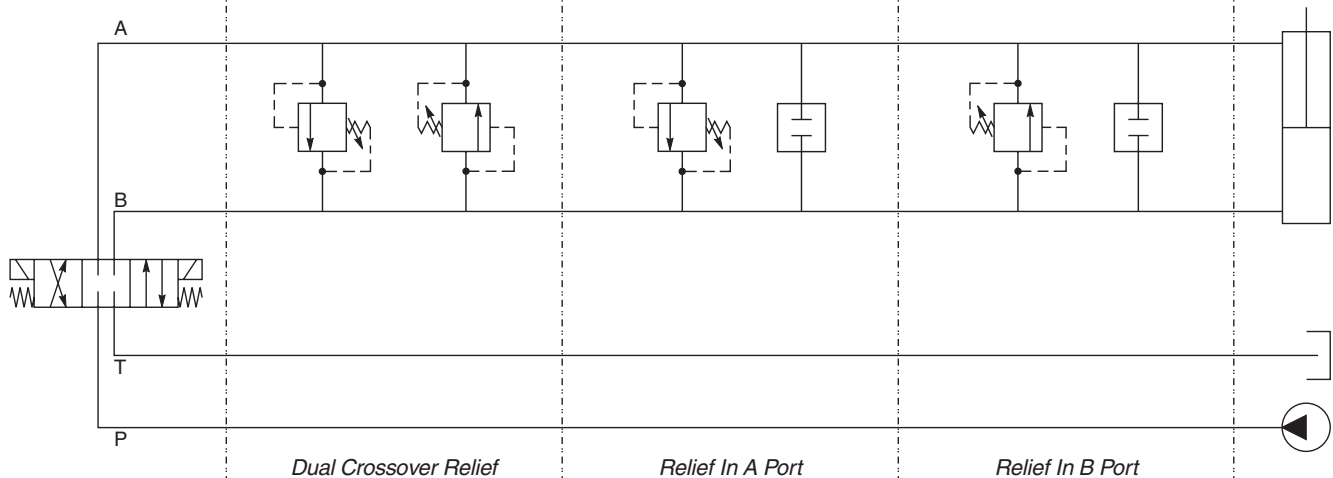 A
B
T
P
Dual Crossover Relief
Relief In A Port
Relief In B Port